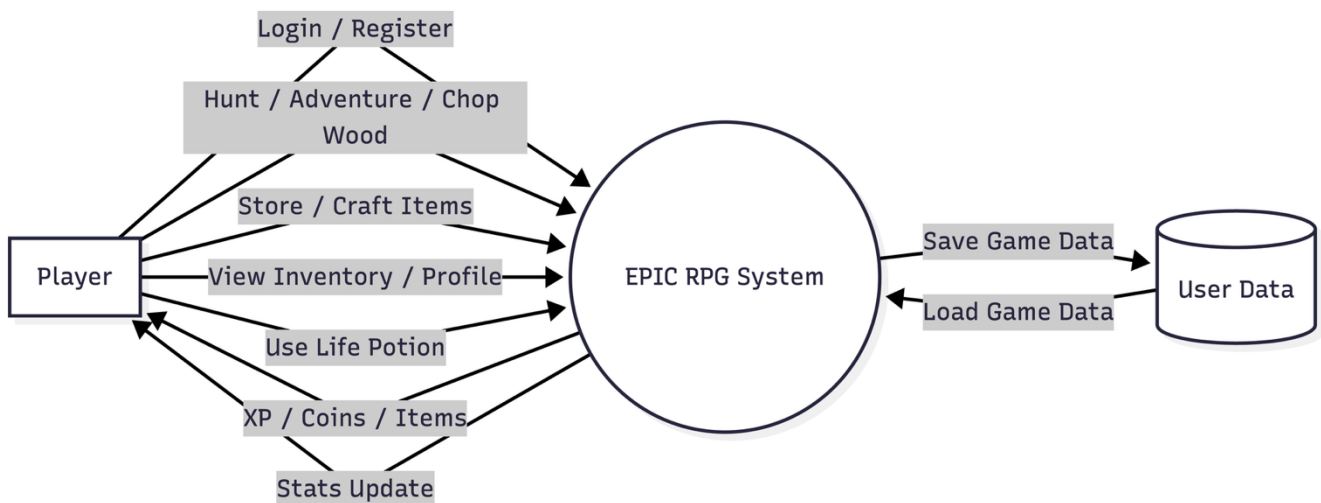 Login / Register
Hunt / Adventure / Chop
Wood
Store / Craft Items
Player
View Inventory / Profile
EPIC RPG System
Save Game Data
User Data
Load Game Data
Use Life Potion
XP / Coins / Items
Stats Update